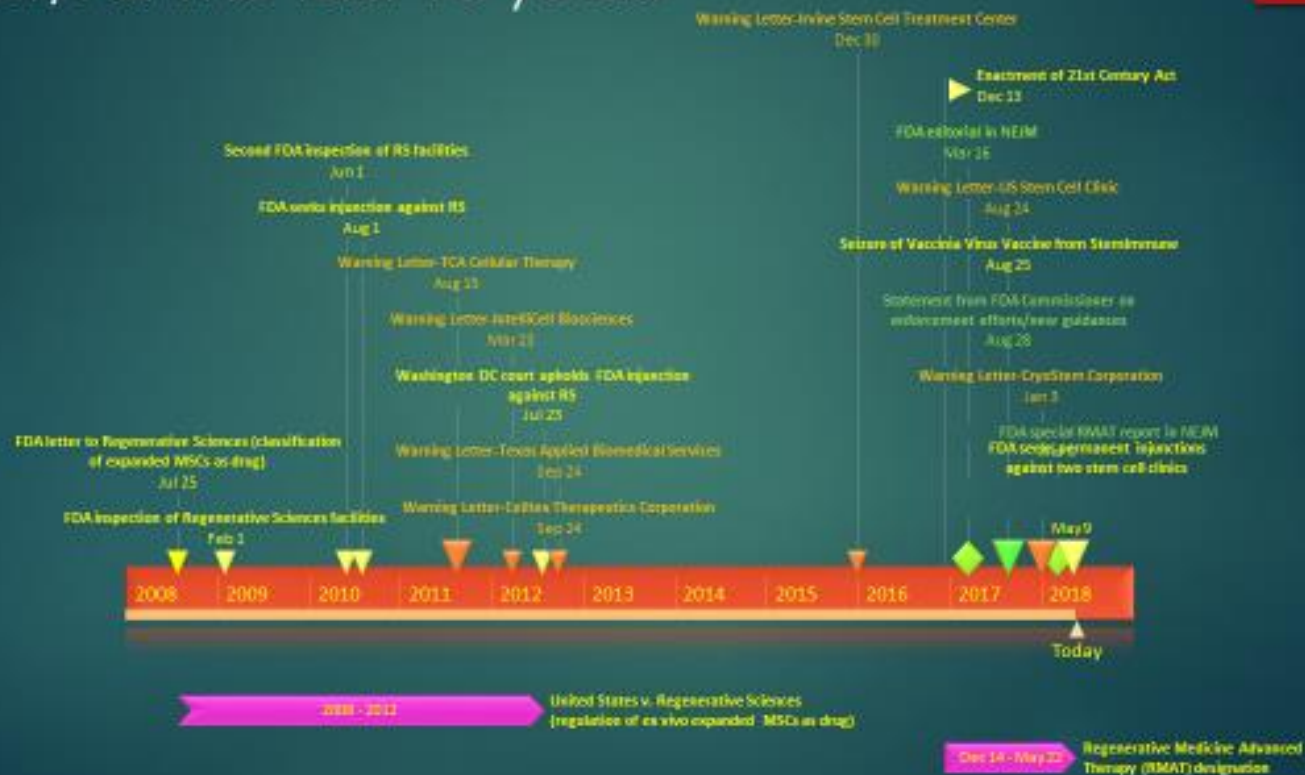 Warning Letter-Irvine Stem Cell Treatment Center
Dec 30
Enactment of 21st Century Act
Dec 13
FDA editorial in NEJM
Mar 16
Second FDA inspection of RS facilities
Jun 1
Warning Letter-US Stem Cell Clinic
Aug 24
FDA seeks injunction against RS
Aug 1
Seizure of Vaccinia Virus Vaccine from StemImmune
Aug 25
Warning Letter-TCA Cellular Therapy
Aug 15
Statement from FDA Commissioner on
enforcement efforts/new guidances
Aug 28
Warning Letter-IntelliCell Biosciences
Mar 23
Washington DC court upholds FDA injunction
against RS
Jul 23
Warning Letter-CryoStem Corporation
Jan 3
FDA special RMAT report in NEJM
FDA seeks permanent injunctions
against two stem cell clinics
May 9
FDA letter to Regenerative Sciences (classification
of expanded MSCs as drug)
Jul 25
Warning Letter-Texas Applied Biomedical Services
Sep 24
FDA inspection of Regenerative Sciences facilities
Feb 1
Warning Letter-Celltex Therapeutics Corporation
Sep 24
2008 2009 2010 2011 2012 2013 2014 2015 2016 2017 2018
Today
2008 - 2012
United States v. Regenerative Sciences
(regulation of ex vivo expanded MSCs as drug)
Dec 14 - May 22
Regenerative Medicine Advanced
Therapy (RMAT) designation